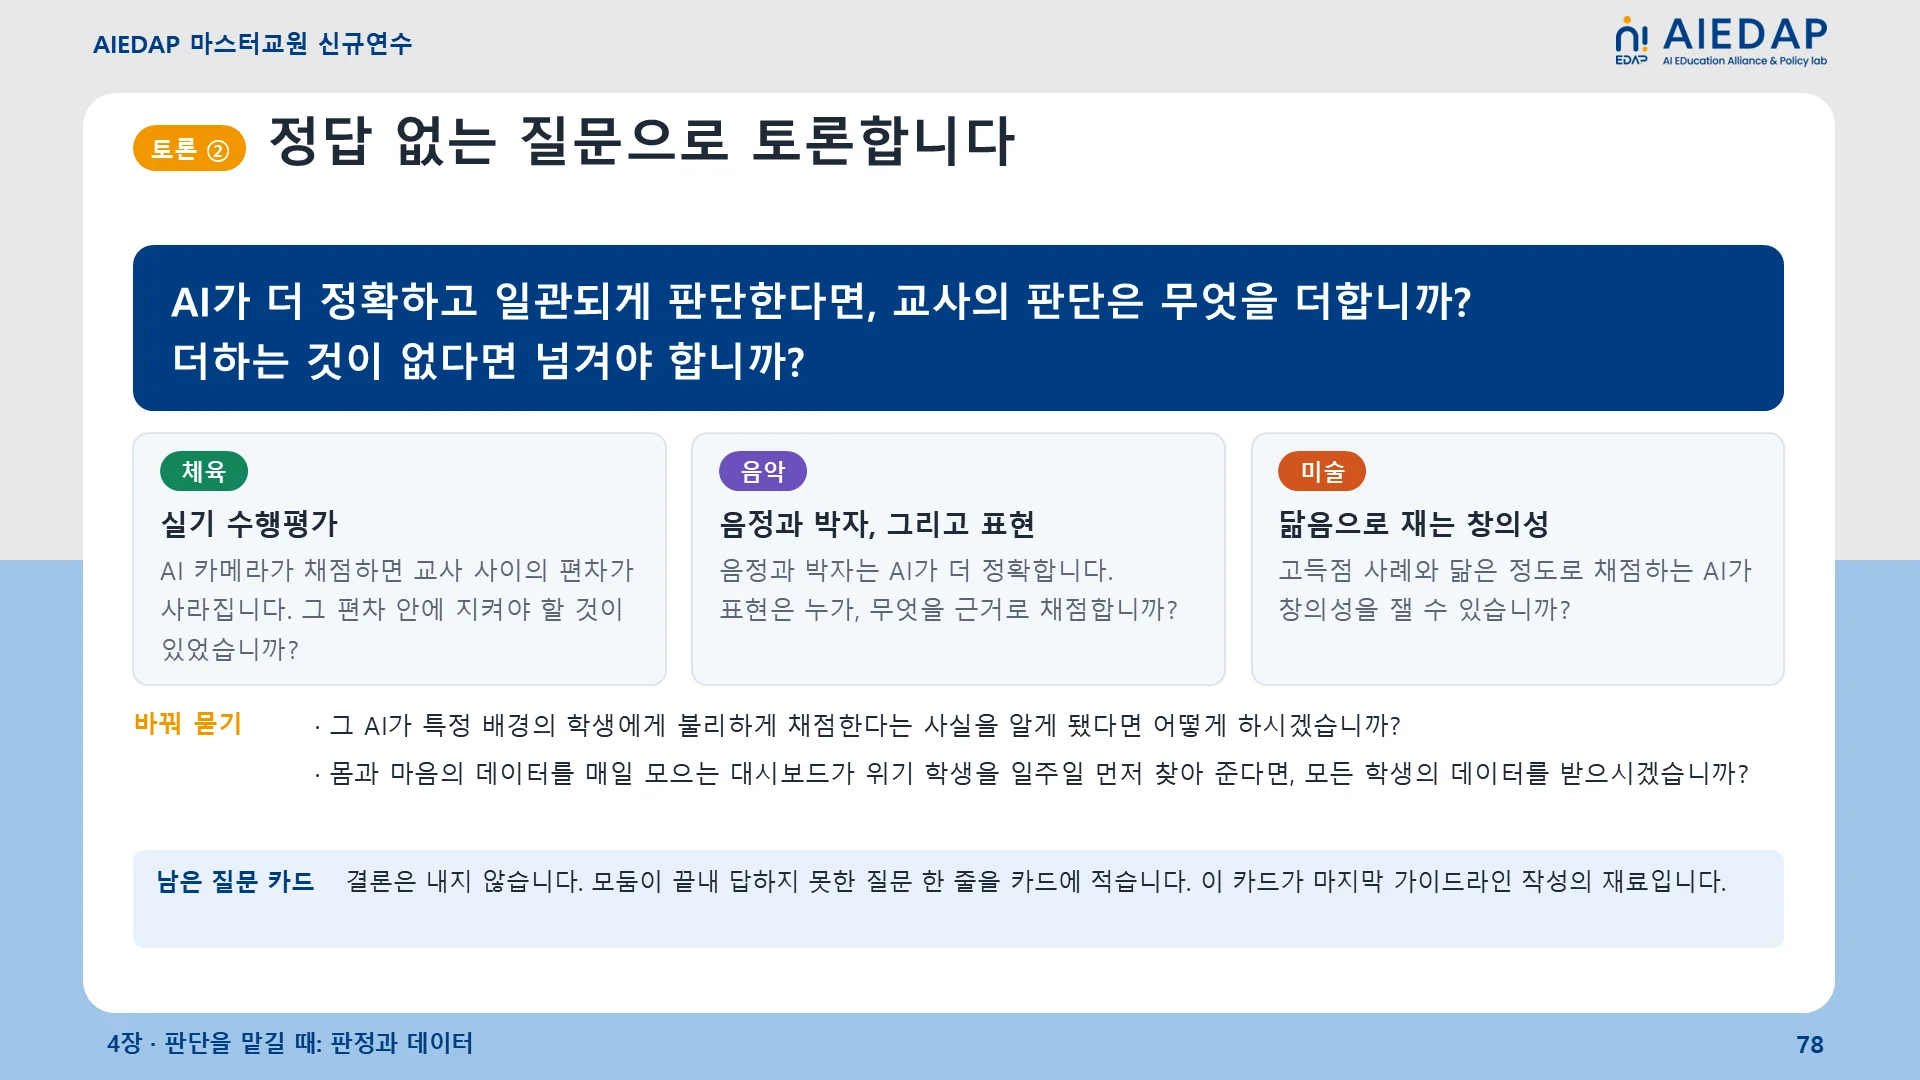 AIEDAP 마스터교원 신규연수
AIEDAP
EDAP
AI EDucation Alliance & Policy lab
토론 ② 정답 없는 질문으로 토론합니다
AI가 더 정확하고 일관되게 판단한다면, 교사의 판단은 무엇을 더합니까?
더하는 것이 없다면 넘겨야 합니까?
체육
실기 수행평가
AI 카메라가 채점하면 교사 사이의 편차가
사라집니다. 그 편차 안에 지켜야 할 것이
있었습니까?
음악
음정과 박자, 그리고 표현
음정과 박자는 AI가 더 정확합니다.
표현은 누가, 무엇을 근거로 채점합니까?
미술
닮음으로 재는 창의성
고득점 사례와 닮은 정도로 채점하는 AI가
창의성을 잴 수 있습니까?
바꿔 묻기
· 그 AI가 특정 배경의 학생에게 불리하게 채점한다는 사실을 알게 됐다면 어떻게 하시겠습니까?
· 몸과 마음의 데이터를 매일 모으는 대시보드가 위기 학생을 일주일 먼저 찾아 준다면, 모든 학생의 데이터를 받으시겠습니까?
남은 질문 카드 결론은 내지 않습니다. 모둠이 끝내 답하지 못한 질문 한 줄을 카드에 적습니다. 이 카드가 마지막 가이드라인 작성의 재료입니다.
4장 · 판단을 맡길 때: 판정과 데이터
78